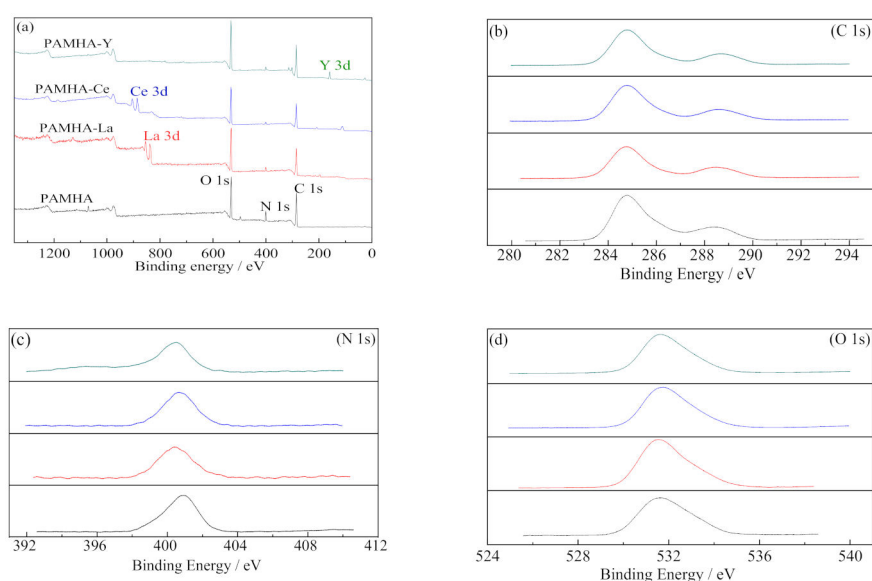 (a)
PAMHA-Y
Y 3d
PAMHA-Ce
Ce 3d
PAMHA-La
La 3d
O 1s
C 1s
PAMHA
N 1s
1200 1000 800 600 400 200 0
Binding energy / eV
(b) (C 1s)
280 282 284 286 288 290 292 294
Binding Energy / eV
(c) (N 1s)
392 396 400 404 408 412
Binding Energy / eV
(d) (O 1s)
524 528 532 536 540
Binding Energy / eV